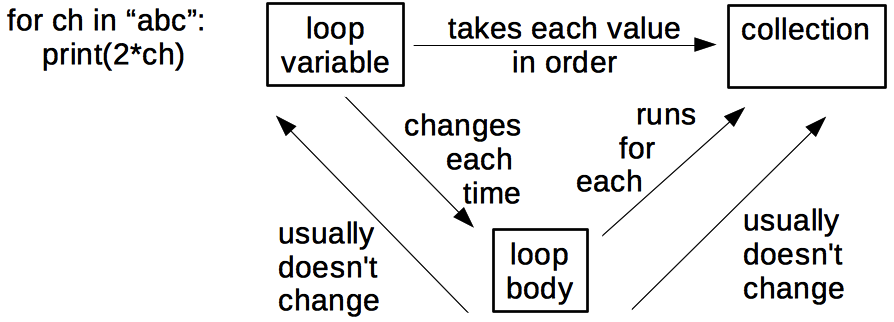 for ch in “abc”:
print(2*ch)
loop
variable
takes each value
in order
collection
changes
each
time
runs
for
each
usually
doesn't
change
loop
body
usually
doesn't
change